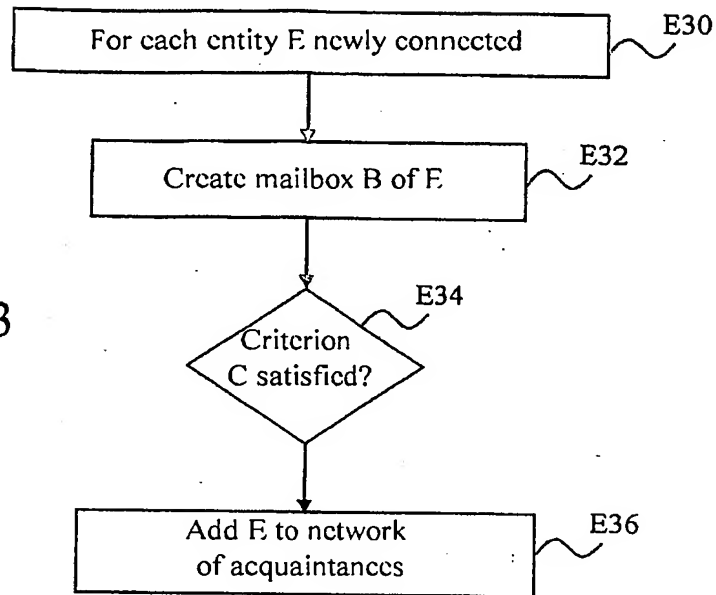 For each entity E newly connected
E30
Create mailbox B of E
E32
E34
Criterion
C satisfied?
3
Add E to network
of acquaintances
E36